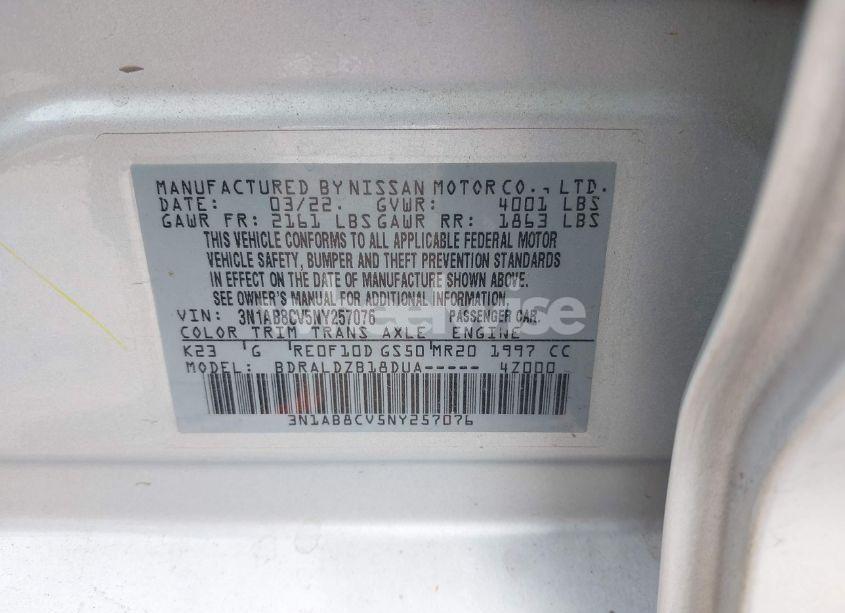 MANUFACTURED BY NISSAN MOTOR CO., LTD.
DATE: 03/22. GVWR: 4001 LBS
GAWR FR: 2161 LBS GAWR RR: 1863 LBS
THIS VEHICLE CONFORMS TO ALL APPLICABLE FEDERAL MOTOR
VEHICLE SAFETY, BUMPER AND THEFT PREVENTION STANDARDS
IN EFFECT ON THE DATE OF MANUFACTURE SHOWN ABOVE.
SEE OWNER'S MANUAL FOR ADDITIONAL INFORMATION.
VIN: 3N1AB8CV5NY257076 PASSENGER CAR.
COLOR TRIM TRANS AXLE ENGINE
K23 G RE0F10D GS50 MR20 1997 CC
MODEL: BDRALDZB18DUA----- 4Z000
3N1AB8CV5NY257076